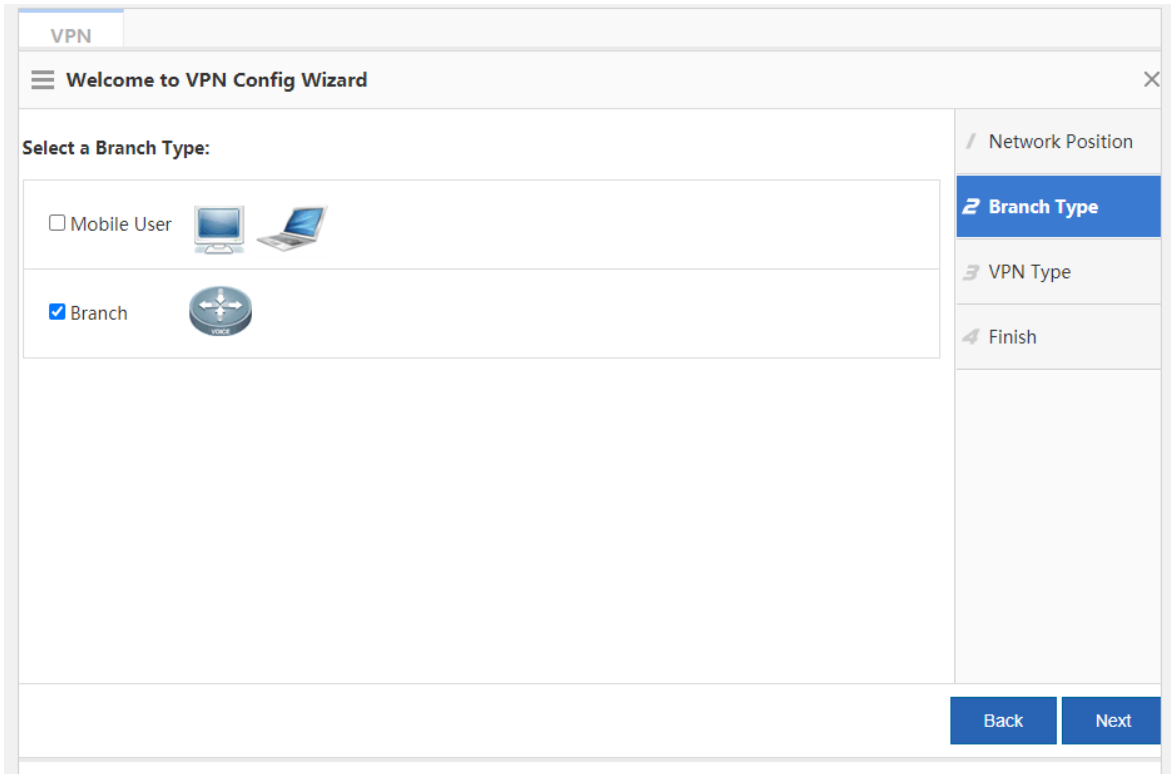 VPN
Welcome to VPN Config Wizard
Select a Branch Type:
Mobile User
Branch
VOICE
1 Network Position
2 Branch Type
3 VPN Type
4 Finish
Back Next